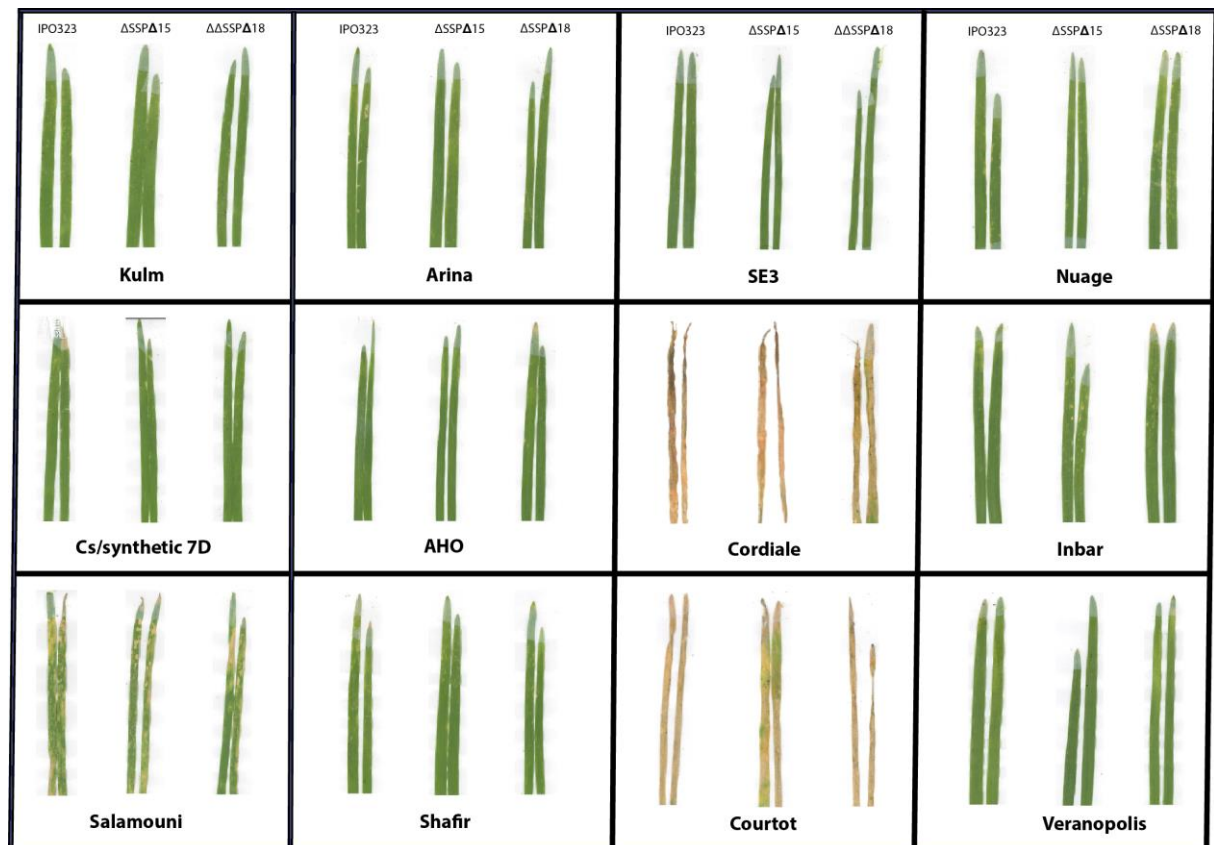 IPO323 ΔSSPΔ15 ΔΔSSPΔ18 IPO323 ΔSSPΔ15 ΔSSPΔ18 IPO323 ΔSSPΔ15 ΔΔSSPΔ18 IPO323 ΔSSPΔ15 ΔSSPΔ18
Kulm Arina SE3 Nuage
Cs/synthetic 7D AHO Cordiale Inbar
Salamouni Shafir Courtot Veranopolis